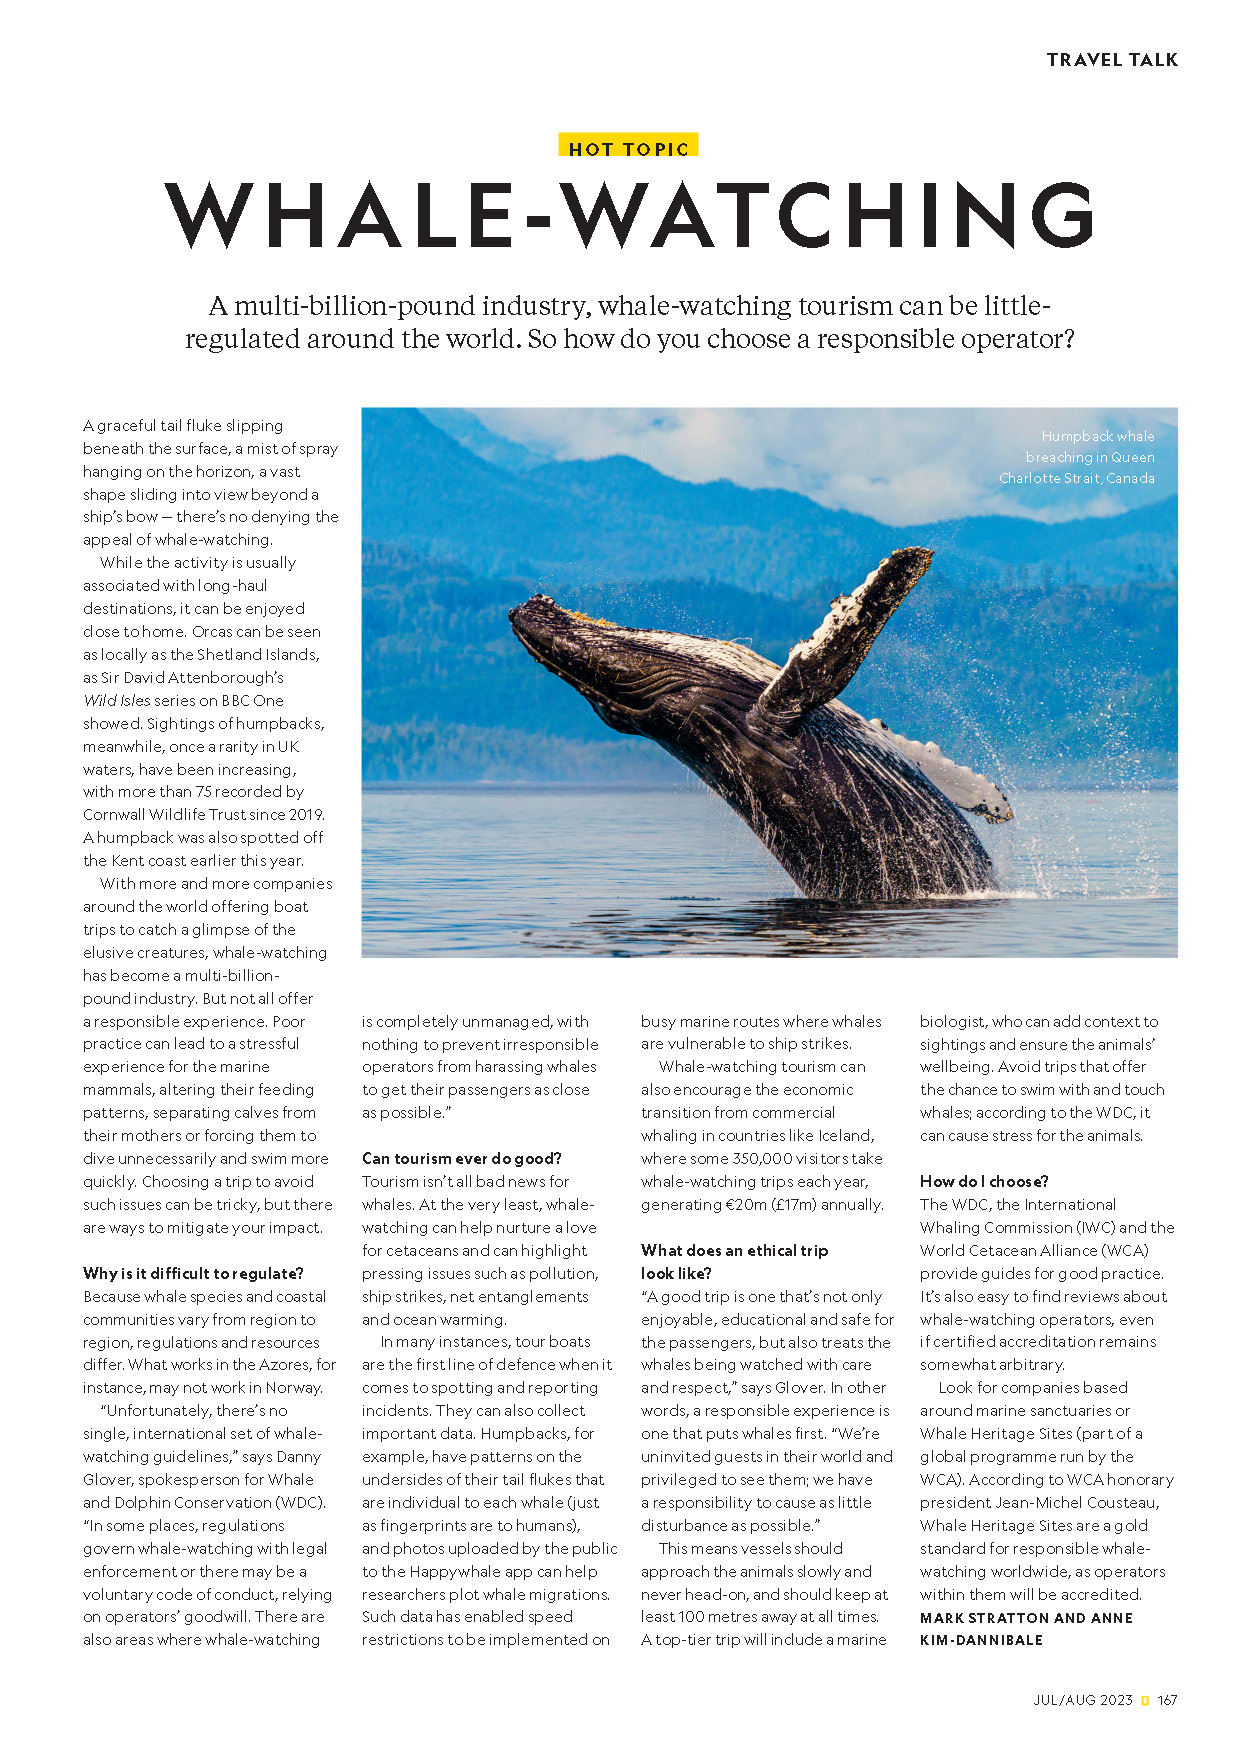 TRAVEL TALK
HOT TOPIC
WHALE-WATCHING
A multi-billion-pound industry, whale-watching tourism can be little-
regulated around the world. So how do you choose a responsible operator?
A graceful tail fluke slipping
beneath the surface, a mist of spray
hanging on the horizon, a vast
shape sliding into view beyond a
ship's bow — there's no denying the
appeal of whale-watching.
While the activity is usually
associated with long-haul
destinations, it can be enjoyed
close to home. Orcas can be seen
as locally as the Shetland Islands,
as Sir David Attenborough's
Wild Isles series on BBC One
showed. Sightings of humpbacks,
meanwhile, once a rarity in UK
waters, have been increasing,
with more than 75 recorded by
Cornwall Wildlife Trust since 2019.
A humpback was also spotted off
the Kent coast earlier this year.
With more and more companies
around the world offering boat
trips to catch a glimpse of the
elusive creatures, whale-watching
has become a multi-billion-
pound industry. But not all offer
a responsible experience. Poor
practice can lead to a stressful
experience for the marine
mammals, altering their feeding
patterns, separating calves from
their mothers or forcing them to
dive unnecessarily and swim more
quickly. Choosing a trip to avoid
such issues can be tricky, but there
are ways to mitigate your impact.
Why is it difficult to regulate?
Because whale species and coastal
communities vary from region to
region, regulations and resources
differ. What works in the Azores, for
instance, may not work in Norway.
“Unfortunately, there's no
single, international set of whale-
watching guidelines,” says Danny
Glover, spokesperson for Whale
and Dolphin Conservation (WDC).
“In some places, regulations
govern whale-watching with legal
enforcement or there may be a
voluntary code of conduct, relying
on operators' goodwill. There are
also areas where whale-watching
Humpback whale
breaching in Queen
Charlotte Strait, Canada
is completely unmanaged, with
nothing to prevent irresponsible
operators from harassing whales
to get their passengers as close
as possible.”
Can tourism ever do good?
Tourism isn't all bad news for
whales. At the very least, whale-
watching can help nurture a love
for cetaceans and can highlight
pressing issues such as pollution,
ship strikes, net entanglements
and ocean warming.
In many instances, tour boats
are the first line of defence when it
comes to spotting and reporting
incidents. They can also collect
important data. Humpbacks, for
example, have patterns on the
undersides of their tail flukes that
are individual to each whale (just
as fingerprints are to humans),
and photos uploaded by the public
to the Happywhale app can help
researchers plot whale migrations.
Such data has enabled speed
restrictions to be implemented on
busy marine routes where whales
are vulnerable to ship strikes.
Whale-watching tourism can
also encourage the economic
transition from commercial
whaling in countries like Iceland,
where some 350,000 visitors take
whale-watching trips each year,
generating €20m (£17m) annually.
What does an ethical trip
look like?
“A good trip is one that's not only
enjoyable, educational and safe for
the passengers, but also treats the
whales being watched with care
and respect,” says Glover. In other
words, a responsible experience is
one that puts whales first. “We're
uninvited guests in their world and
privileged to see them; we have
a responsibility to cause as little
disturbance as possible.”
This means vessels should
approach the animals slowly and
never head-on, and should keep at
least 100 metres away at all times.
A top-tier trip will include a marine
biologist, who can add context to
sightings and ensure the animals'
wellbeing. Avoid trips that offer
the chance to swim with and touch
whales; according to the WDC, it
can cause stress for the animals.
How do I choose?
The WDC, the International
Whaling Commission (IWC) and the
World Cetacean Alliance (WCA)
provide guides for good practice.
It's also easy to find reviews about
whale-watching operators, even
if certified accreditation remains
somewhat arbitrary.
Look for companies based
around marine sanctuaries or
Whale Heritage Sites (part of a
global programme run by the
WCA). According to WCA honorary
president Jean-Michel Cousteau,
Whale Heritage Sites are a gold
standard for responsible whale-
watching worldwide, as operators
within them will be accredited.
MARK STRATTON AND ANNE
KIM-DANNIBALE
JUL/AUG 2023 167